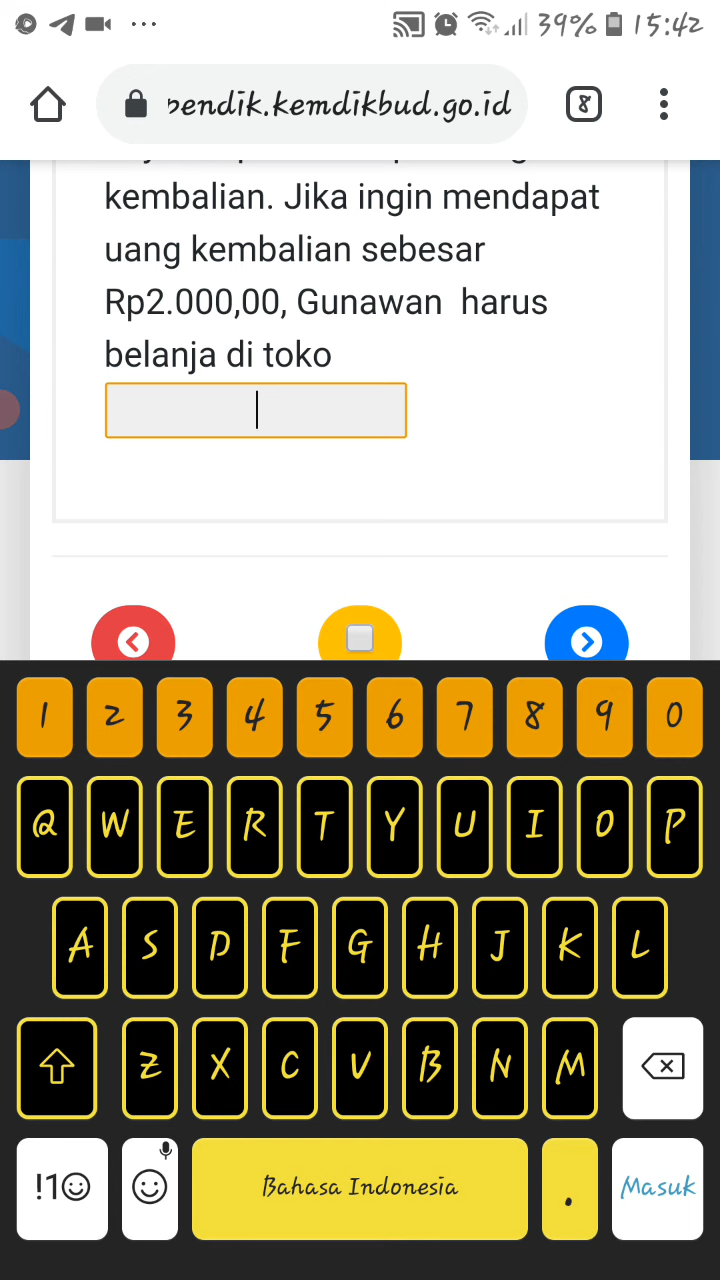 39% 15:42
pendik.kemdikbud.go.id 8
kembalian. Jika ingin mendapat
uang kembalian sebesar
Rp2.000,00, Gunawan harus
belanja di toko
1 2 3 4 5 6 7 8 9 0
Q W E R T Y U I O P
A S D F G H J K L
Z X C V B N M
!1☺ Bahasa Indonesia . Masuk